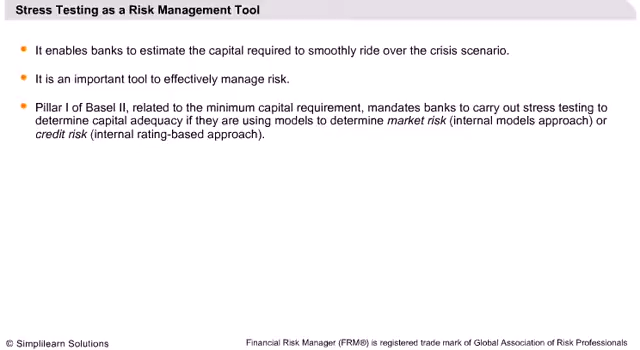 Stress Testing as a Risk Management Tool
It enables banks to estimate the capital required to smoothly ride over the crisis scenario.
It is an important tool to effectively manage risk.
Pillar I of Basel II, related to the minimum capital requirement, mandates banks to carry out stress testing to
determine capital adequacy if they are using models to determine market risk (internal models approach) or
credit risk (internal rating-based approach).
© Simplilearn Solutions
Financial Risk Manager (FRM®) is registered trade mark of Global Association of Risk Professionals